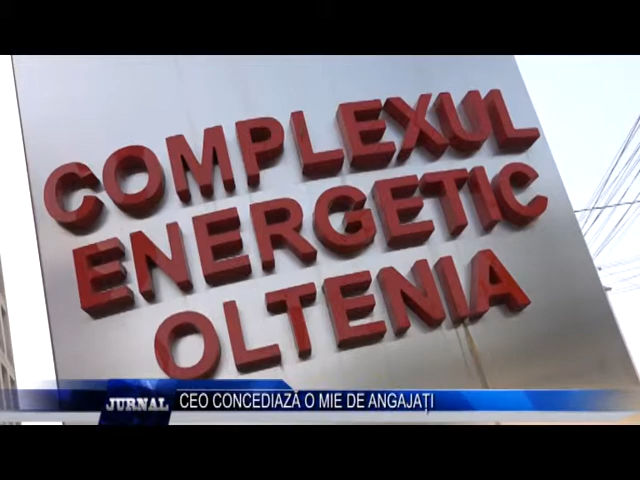 COMPLEXUL
ENERGETIC
OLTENIA
JURNAL
CEO CONCEDIAZĂ O MIE DE ANGAJAȚI